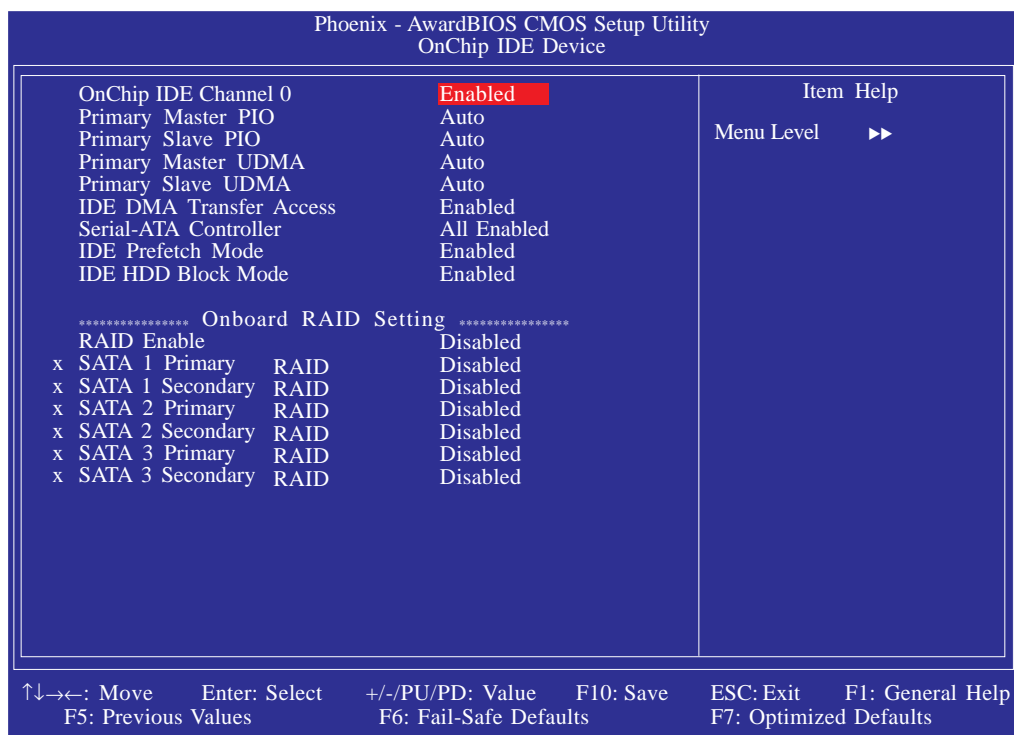 Phoenix - AwardBIOS CMOS Setup Utility
OnChip IDE Device
OnChip IDE Channel 0 Enabled
Primary Master PIO Auto
Primary Slave PIO Auto
Primary Master UDMA Auto
Primary Slave UDMA Auto
IDE DMA Transfer Access Enabled
Serial-ATA Controller All Enabled
IDE Prefetch Mode Enabled
IDE HDD Block Mode Enabled
**************** Onboard RAID Setting ****************
RAID Enable Disabled
x SATA 1 Primary RAID Disabled
x SATA 1 Secondary RAID Disabled
x SATA 2 Primary RAID Disabled
x SATA 2 Secondary RAID Disabled
x SATA 3 Primary RAID Disabled
x SATA 3 Secondary RAID Disabled
Item Help
Menu Level ▶▶
↑↓→←: Move Enter: Select +/-/PU/PD: Value F10: Save ESC: Exit F1: General Help
F5: Previous Values F6: Fail-Safe Defaults F7: Optimized Defaults